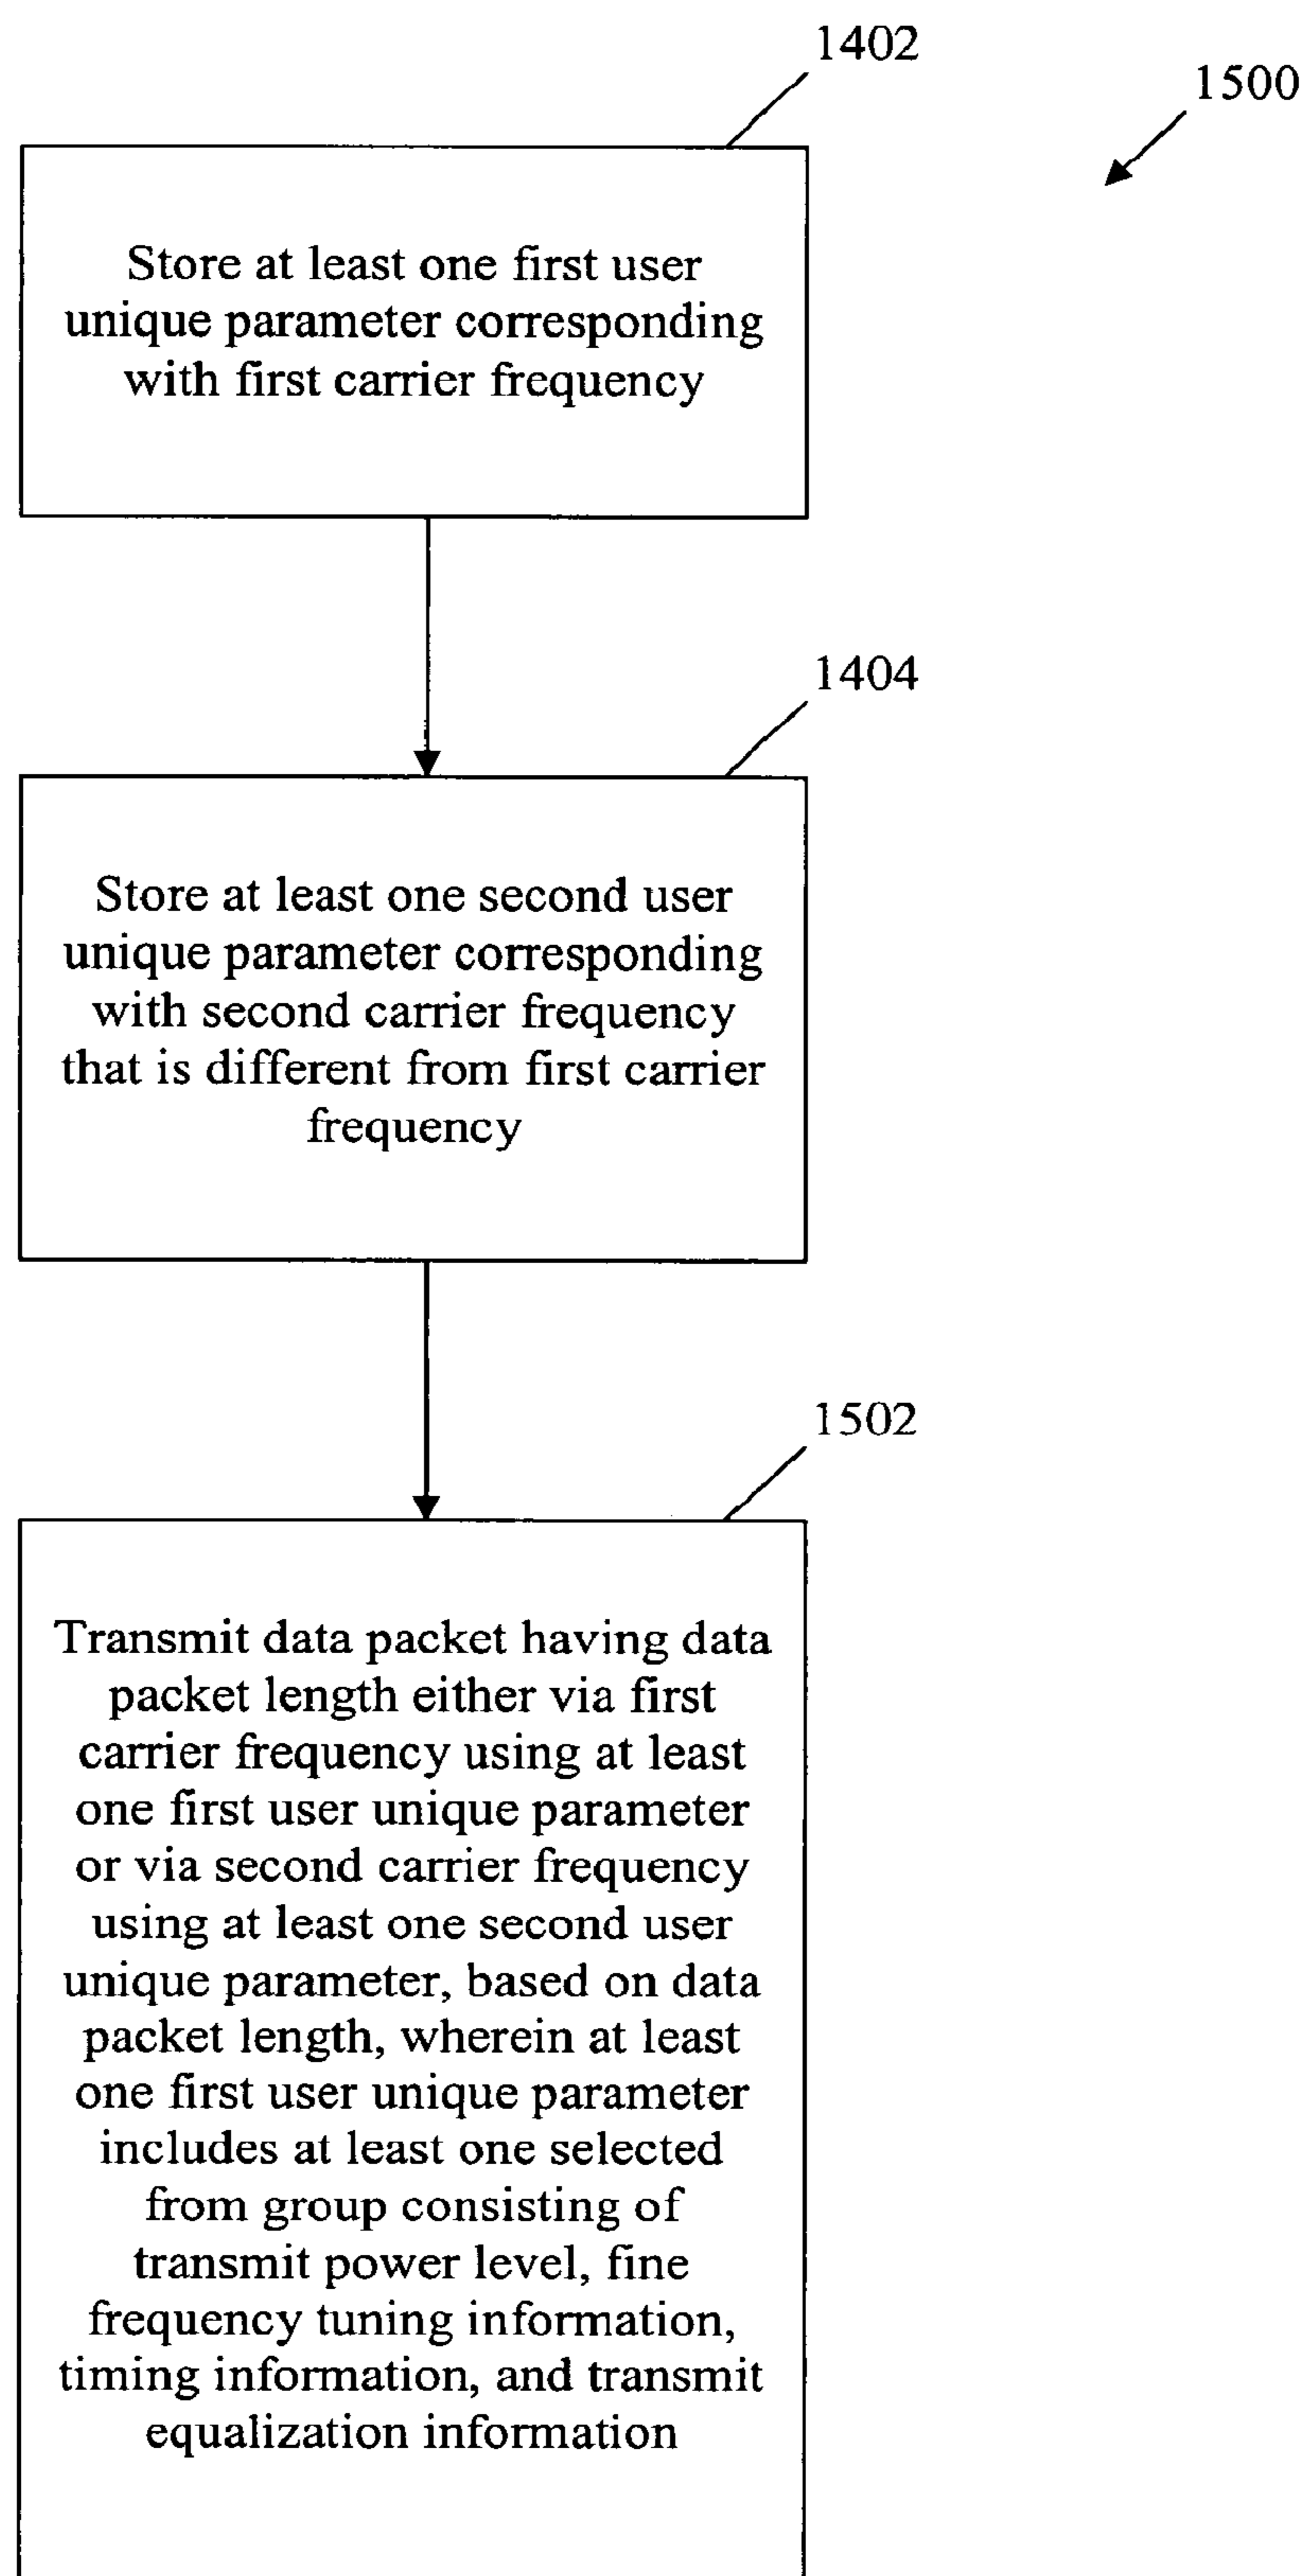 1402
1500
Store at least one first user
unique parameter corresponding
with first carrier frequency
1404
Store at least one second user
unique parameter corresponding
with second carrier frequency
that is different from first carrier
frequency
1502
Transmit data packet having data
packet length either via first
carrier frequency using at least
one first user unique parameter
or via second carrier frequency
using at least one second user
unique parameter, based on data
packet length, wherein at least
one first user unique parameter
includes at least one selected
from group consisting of
transmit power level, fine
frequency tuning information,
timing information, and transmit
equalization information